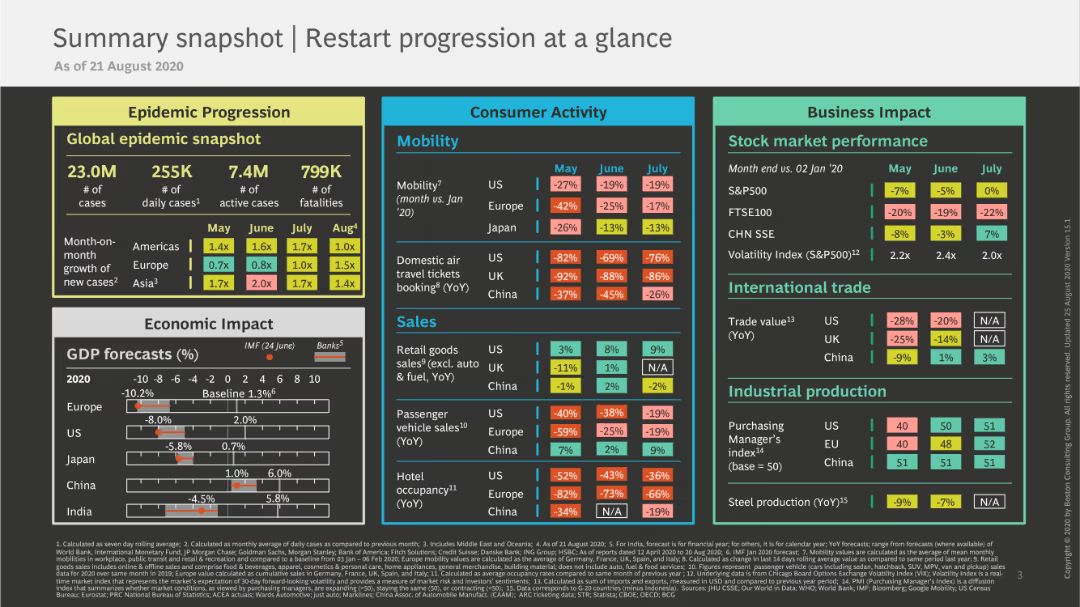 Summary snapshot | Restart progression at a glance
As of 21 August 2020
Epidemic Progression
Global epidemic snapshot
23.0M 255K 7.4M 799K
# of cases # of daily cases1 # of active cases # of fatalities
May June July Aug4
Month-on-month growth of new cases2
Americas 1.4x 1.6x 1.7x 1.0x
Europe 0.7x 0.8x 1.0x 1.5x
Asia3 1.7x 2.0x 1.7x 1.4x
Economic Impact
GDP forecasts (%)
IMF (24 June) Banks5
2020 -10 -8 -6 -4 -2 0 2 4 6 8 10
-10.2% Baseline 1.3%6
Europe
-8.0% 2.0%
US
-5.8% 0.7%
Japan
1.0% 6.0%
China
-4.5% 5.8%
India
Consumer Activity
Mobility
May June July
Mobility7 (month vs. Jan '20)
US -27% -19% -19%
Europe -42% -25% -17%
Japan -26% -13% -13%
Domestic air travel tickets booking8 (YoY)
US -82% -69% -76%
UK -92% -88% -86%
China -37% -45% -26%
Sales
Retail goods sales9 (excl. auto & fuel, YoY)
US 3% 8% 9%
UK -11% 1% N/A
China -1% 2% -2%
Passenger vehicle sales10 (YoY)
US -40% -38% -19%
Europe -59% -25% -19%
China 7% 2% 9%
Hotel occupancy11 (YoY)
US -52% -43% -36%
Europe -82% -73% -66%
China -34% N/A -19%
Business Impact
Stock market performance
Month end vs. 02 Jan '20 May June July
S&P500 -7% -5% 0%
FTSE100 -20% -19% -22%
CHN SSE -8% -3% 7%
Volatility Index (S&P500)12 2.2x 2.4x 2.0x
International trade
Trade value13 (YoY)
US -28% -20% N/A
UK -25% -14% N/A
China -9% 1% 3%
Industrial production
Purchasing Manager's index14 (base = 50)
US 40 50 51
EU 40 48 52
China 51 51 51
Steel production (YoY)15 -9% -7% N/A
1. Calculated as seven day rolling average; 2. Calculated as monthly average of daily cases as compared to previous month; 3. Includes Middle East and Oceania; 4. As of 21 August 2020; 5. For India, forecast is for financial year; for others, it is for calendar year; YoY forecasts; range from forecasts (where available) of
World Bank, International Monetary Fund, JP Morgan Chase; Goldman Sachs, Morgan Stanley; Bank of America; Fitch Solutions; Credit Suisse; Danske Bank; ING Group; HSBC; As of reports dated 12 April 2020 to 20 Aug 2020; 6. IMF Jan 2020 forecast; 7. Mobility values are calculated as the average of mean monthly
mobilities in workplace, public transit and retail & recreation and compared to a baseline from 01 Jan – 06 Feb 2020; Europe mobility values are calculated as the average of Germany, France, UK, Spain, and Italy; 8. Calculated as change in 14 days rolling average value as compared to same period last year; 9. Retail
goods sales includes online & offline sales and comprise food & beverages, apparel, cosmetics & personal care, home appliances, general merchandise, building material; does not include auto, fuel & food services; 10. Figures represent passenger vehicle (cars including sedan, hatchback, SUV, MPV, van and pickup) sales
data for 2020 over same month in 2019; Europe value calculated as cumulative sales in Germany, France, UK, Spain, and Italy; 11. Calculated as average occupancy rates compared to same month of previous year; 12. Underlying data is from Chicago Board Options Exchange Volatility Index (VIX); Volatility Index is a real-
time market index that represents the market's expectation of 30-day forward-looking volatility and provides a measure of market risk and investors' sentiments; 13. Calculated as sum of imports and exports, measured in USD and compared to previous year period; 14. PMI (Purchasing Manager's Index) is a diffusion
index that summarizes whether market conditions, as viewed by purchasing managers, are expanding (>50), staying the same (50), or contracting (<50); 15. Data corresponds to G-20 countries (minus Indonesia). Sources: JHU CSSE; Our World in Data; WHO; World Bank, IMF; Bloomberg; Google Mobility; US Census
Bureau; Eurostat; PRC National Bureau of Statistics; ACEA actuals; Wards Automotive; just auto; Marklines; China Assoc. of Automobile Manufact. (CAAM); ARC ticketing data; STR; Statista; CBOE; OECD; BCG
3
Copyright © 2020 by Boston Consulting Group. All rights reserved. Updated 25 August 2020 Version 15.1